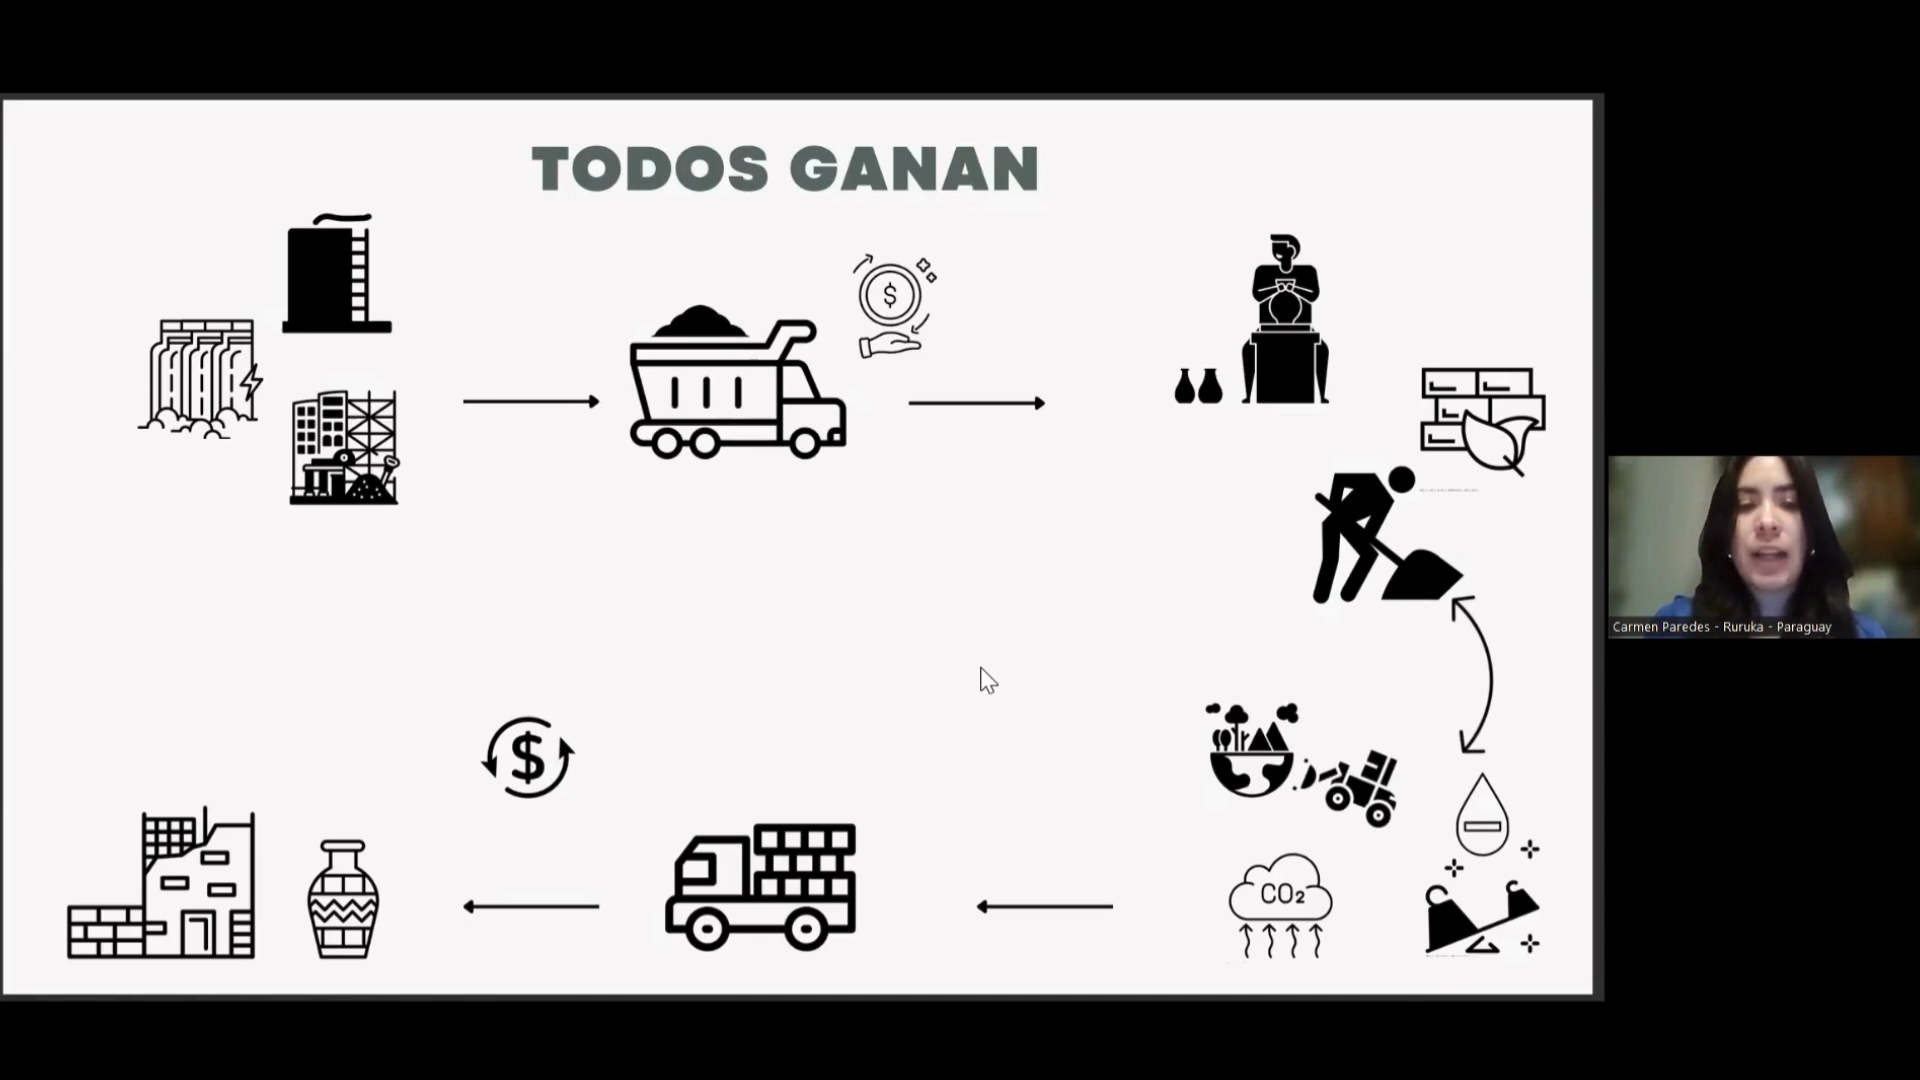 TODOS GANAN
$
$
CO₂
Carmen Paredes - Ruruka - Paraguay